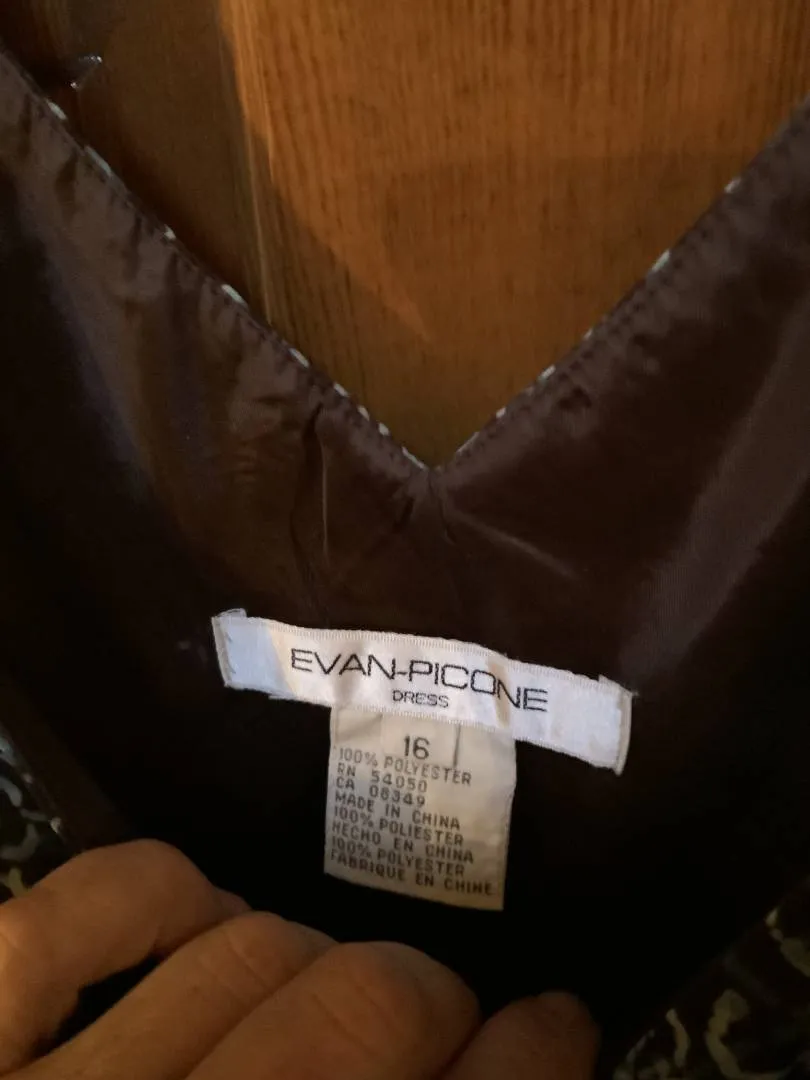 EVAN-PICONE
DRESS
16
100% POLYESTER
RN 54050
CA 08349
MADE IN CHINA
100% POLIESTER
HECHO EN CHINA
100% POLYESTER
FABRIQUE EN CHINE